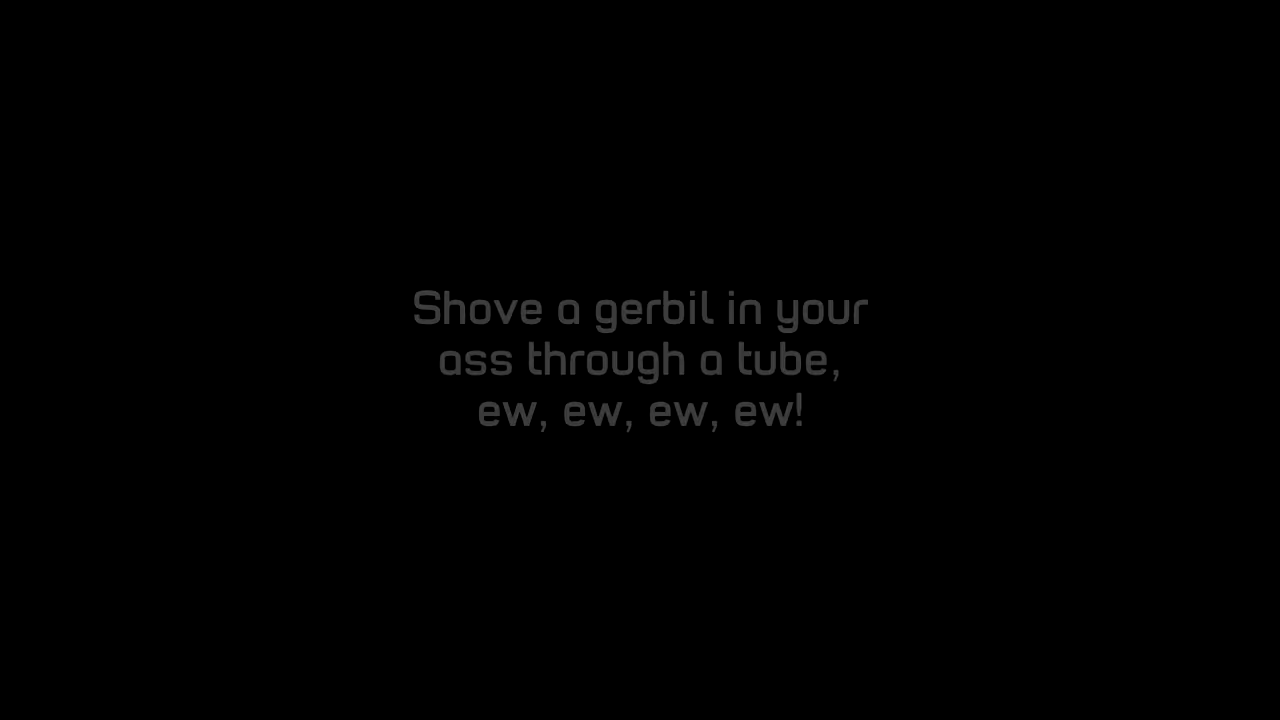 Shove a gerbil in your
ass through a tube,
ew, ew, ew, ew!